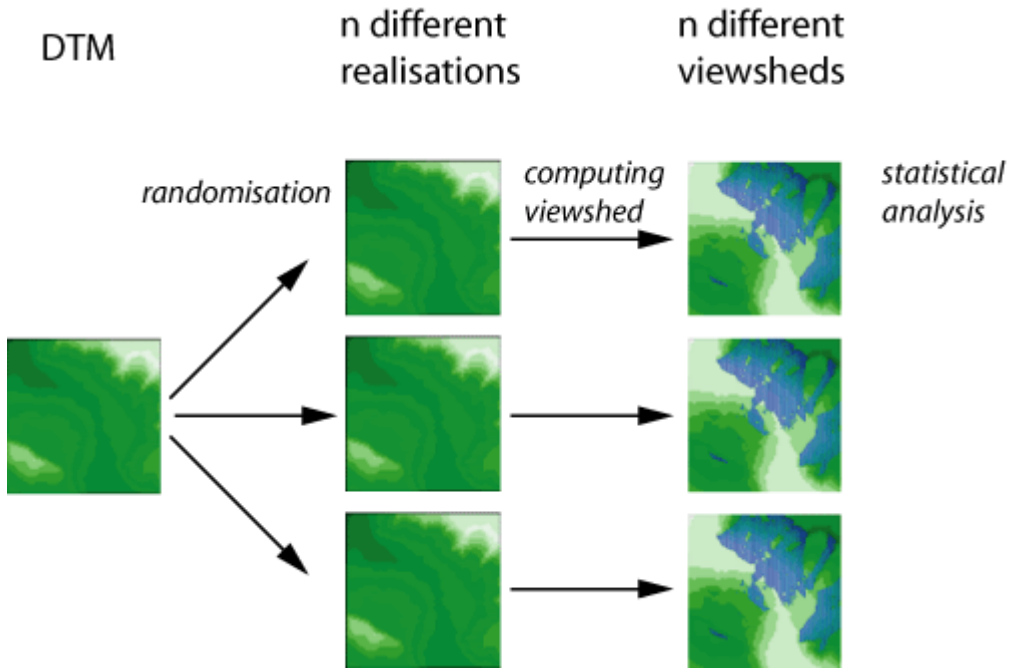 DTM
n different
realisations
n different
viewsheds
randomisation
computing
viewshed
statistical
analysis